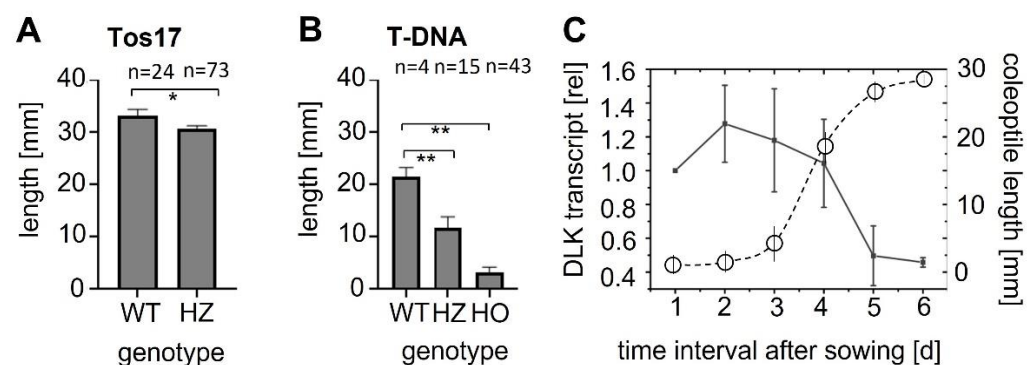 A
Tos17
n=24 n=73
*
40
30
20
10
0
length [mm]
WT HZ
genotype
B
T-DNA
n=4 n=15 n=43
**
**
40
30
20
10
0
length [mm]
WT HZ HO
genotype
C
1.6
1.4
1.2
1.0
0.8
0.6
0.4
DLK transcript [rel]
30
20
10
0
coleoptile length [mm]
1 2 3 4 5 6
time interval after sowing [d]